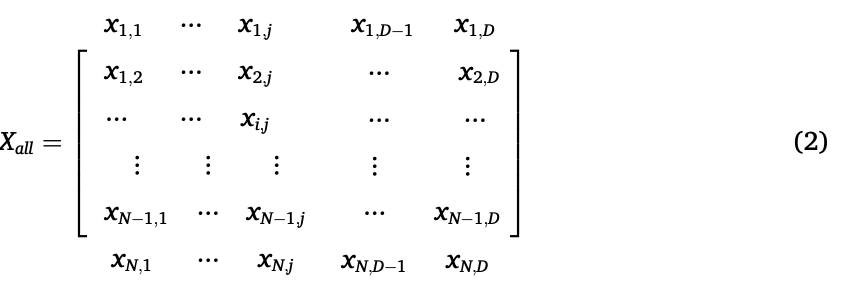 x1,1 ⋯ x1,j x1,D−1 x1,D
x1,2 ⋯ x2,j ⋯ x2,D
⋯ ⋯ xi,j ⋯ ⋯
Xall = (2)
⋮ ⋮ ⋮ ⋮ ⋮
xN−1,1 ⋯ xN−1,j ⋯ xN−1,D
xN,1 ⋯ xN,j xN,D−1 xN,D